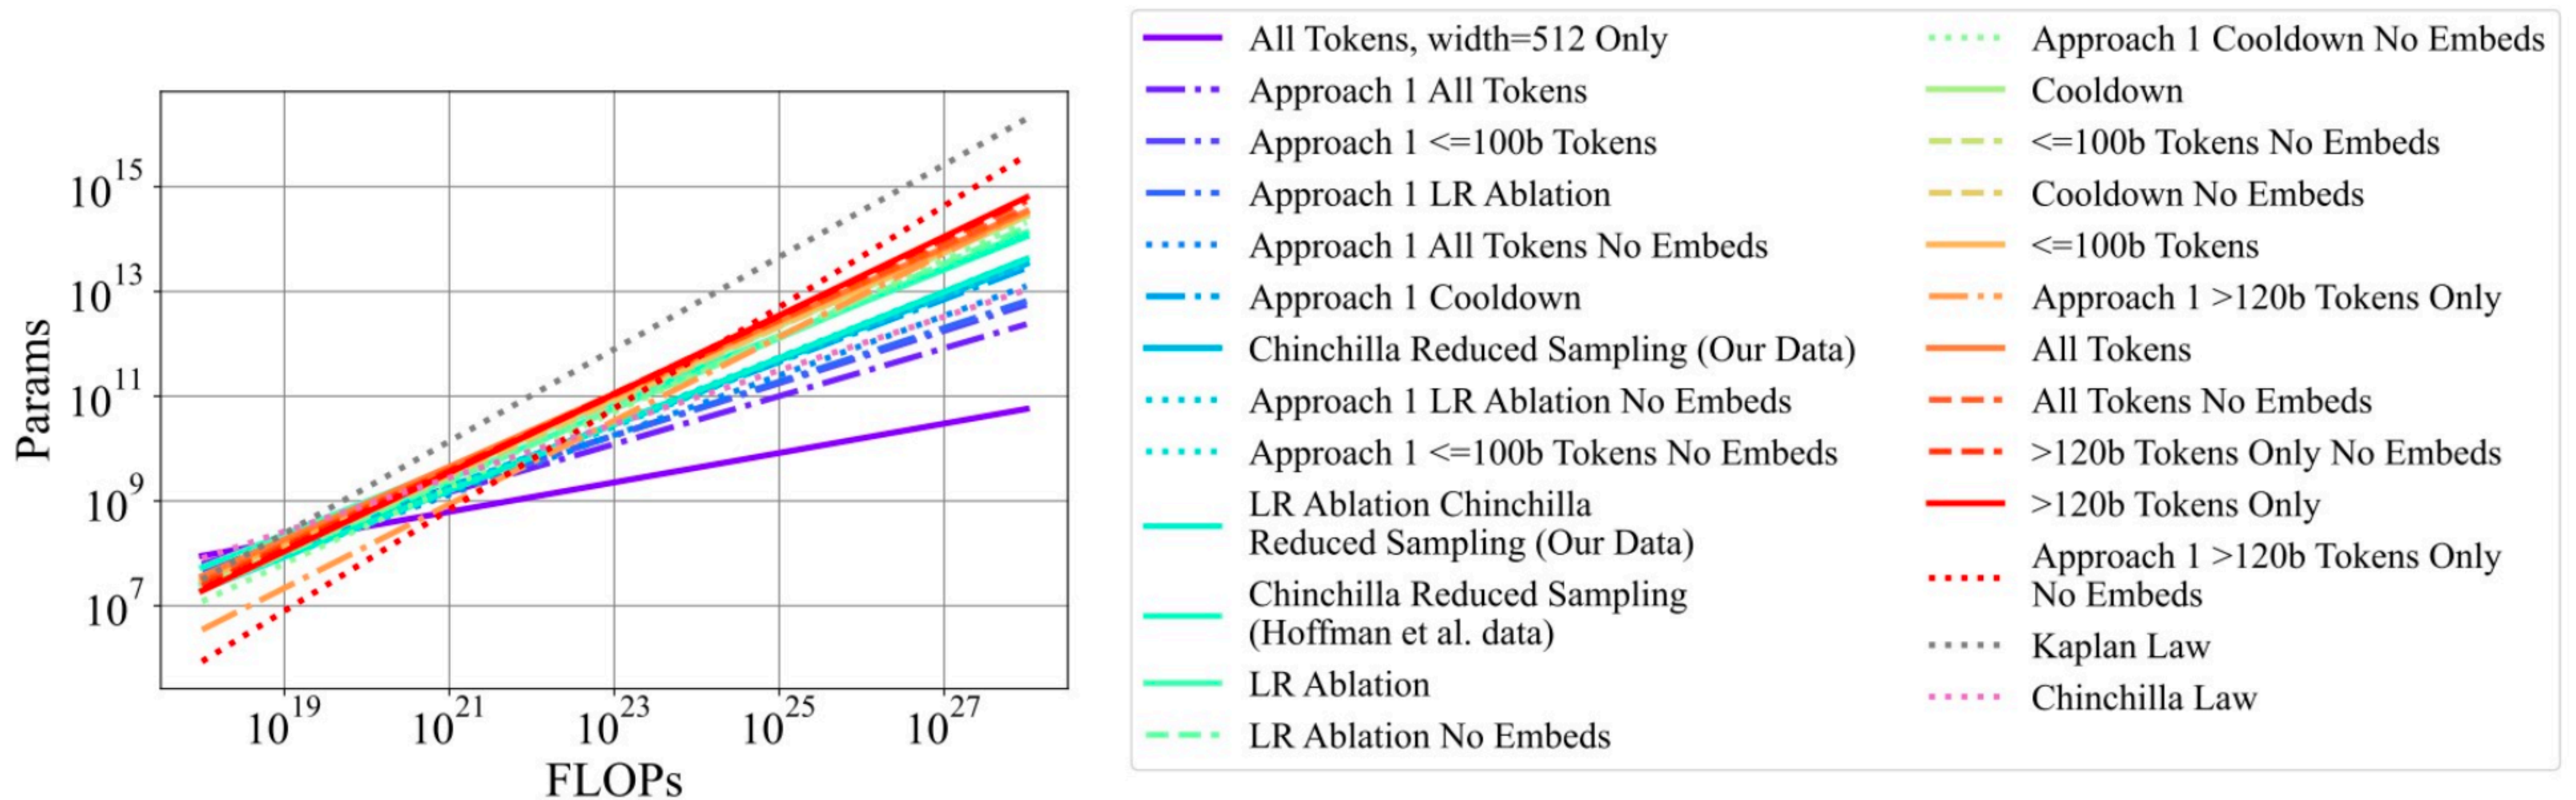 Params
10^15
10^13
10^11
10^9
10^7
10^19
10^21
10^23
10^25
10^27
FLOPs
All Tokens, width=512 Only
Approach 1 All Tokens
Approach 1 <=100b Tokens
Approach 1 LR Ablation
Approach 1 All Tokens No Embeds
Approach 1 Cooldown
Chinchilla Reduced Sampling (Our Data)
Approach 1 LR Ablation No Embeds
Approach 1 <=100b Tokens No Embeds
LR Ablation Chinchilla
Reduced Sampling (Our Data)
Chinchilla Reduced Sampling
(Hoffman et al. data)
LR Ablation
LR Ablation No Embeds
Approach 1 Cooldown No Embeds
Cooldown
<=100b Tokens No Embeds
Cooldown No Embeds
<=100b Tokens
Approach 1 >120b Tokens Only
All Tokens
All Tokens No Embeds
>120b Tokens Only No Embeds
>120b Tokens Only
Approach 1 >120b Tokens Only
No Embeds
Kaplan Law
Chinchilla Law